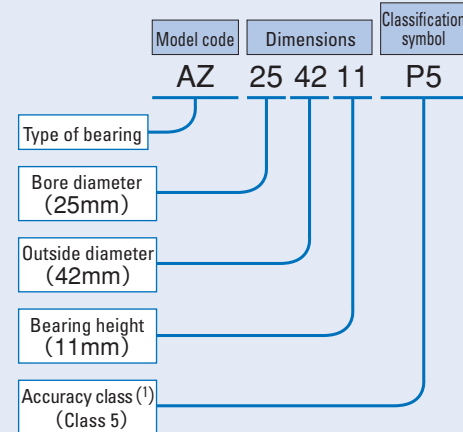 Model code
Dimensions
Classification
symbol
AZ 25 42 11 P5
Type of bearing
Bore diameter
(25mm)
Outside diameter
(42mm)
Bearing height
(11mm)
Accuracy class (1)
(Class 5)